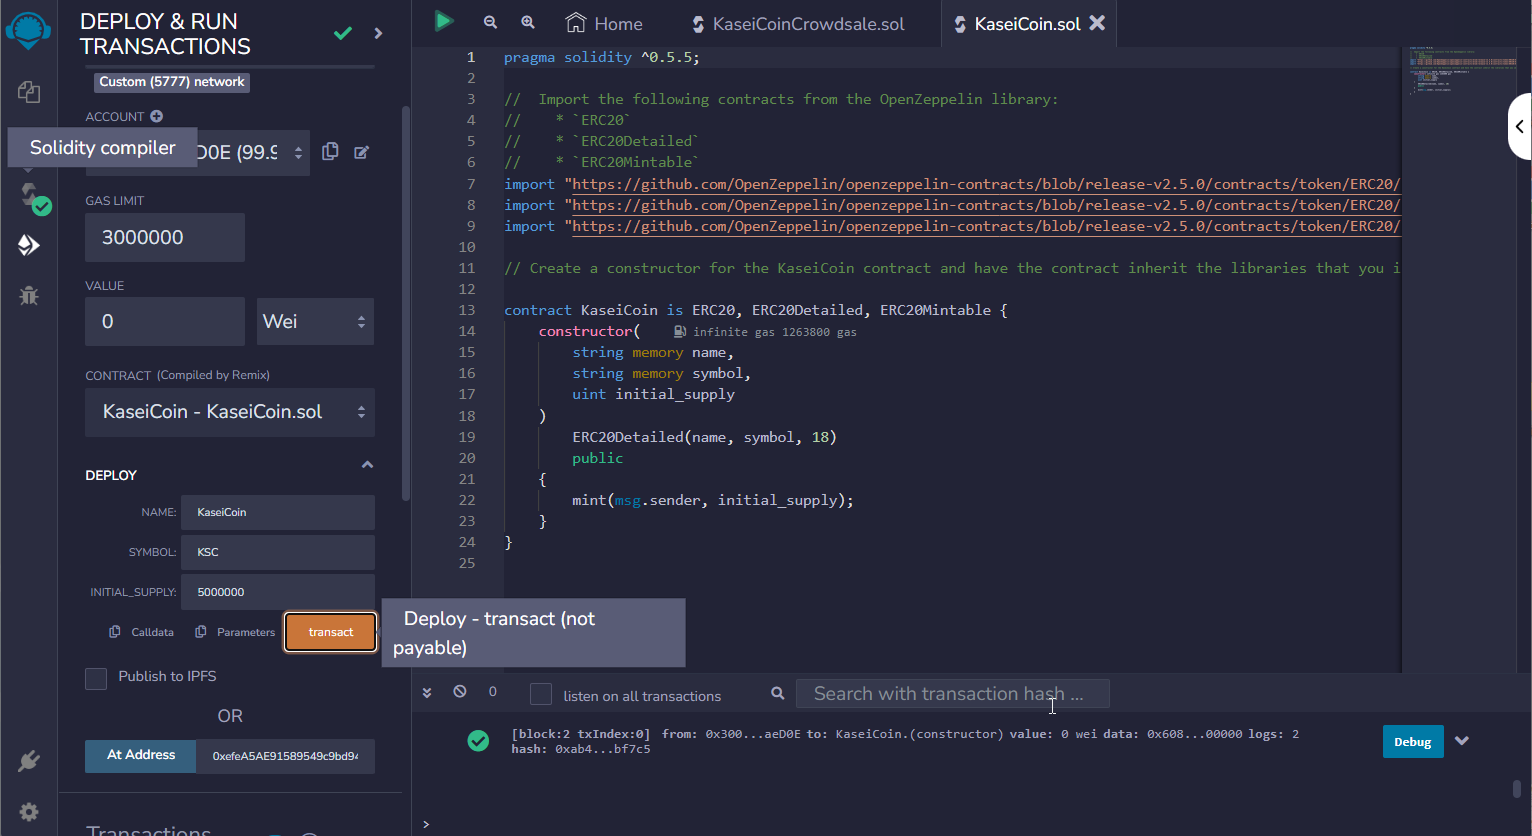 DEPLOY & RUN
TRANSACTIONS
Custom (5777) network
ACCOUNT
Solidity compiler
D0E (99.9
GAS LIMIT
3000000
VALUE
0
Wei
CONTRACT (Compiled by Remix)
KaseiCoin - KaseiCoin.sol
DEPLOY
NAME: KaseiCoin
SYMBOL: KSC
INITIAL_SUPPLY: 5000000
Calldata Parameters transact
Deploy - transact (not
payable)
Publish to IPFS
OR
At Address 0xefeA5AE91589549c9bd94
Transactions
Home KaseiCoinCrowdsale.sol KaseiCoin.sol
1 pragma solidity ^0.5.5;
2
3 //  Import the following contracts from the OpenZeppelin library:
4 //    * `ERC20`
5 //    * `ERC20Detailed`
6 //    * `ERC20Mintable`
7 import "https://github.com/OpenZeppelin/openzeppelin-contracts/blob/release-v2.5.0/contracts/token/ERC20/
8 import "https://github.com/OpenZeppelin/openzeppelin-contracts/blob/release-v2.5.0/contracts/token/ERC20/
9 import "https://github.com/OpenZeppelin/openzeppelin-contracts/blob/release-v2.5.0/contracts/token/ERC20/
10
11 // Create a constructor for the KaseiCoin contract and have the contract inherit the libraries that you i
12
13 contract KaseiCoin is ERC20, ERC20Detailed, ERC20Mintable {
14     constructor( infinite gas 1263800 gas
15         string memory name,
16         string memory symbol,
17         uint initial_supply
18     )
19         ERC20Detailed(name, symbol, 18)
20         public
21     {
22         mint(msg.sender, initial_supply);
23     }
24 }
25
0 listen on all transactions Search with transaction hash ...
[block:2 txIndex:0] from: 0x300...aeD0E to: KaseiCoin.(constructor) value: 0 wei data: 0x608...00000 logs: 2
hash: 0xab4...bf7c5
Debug
>